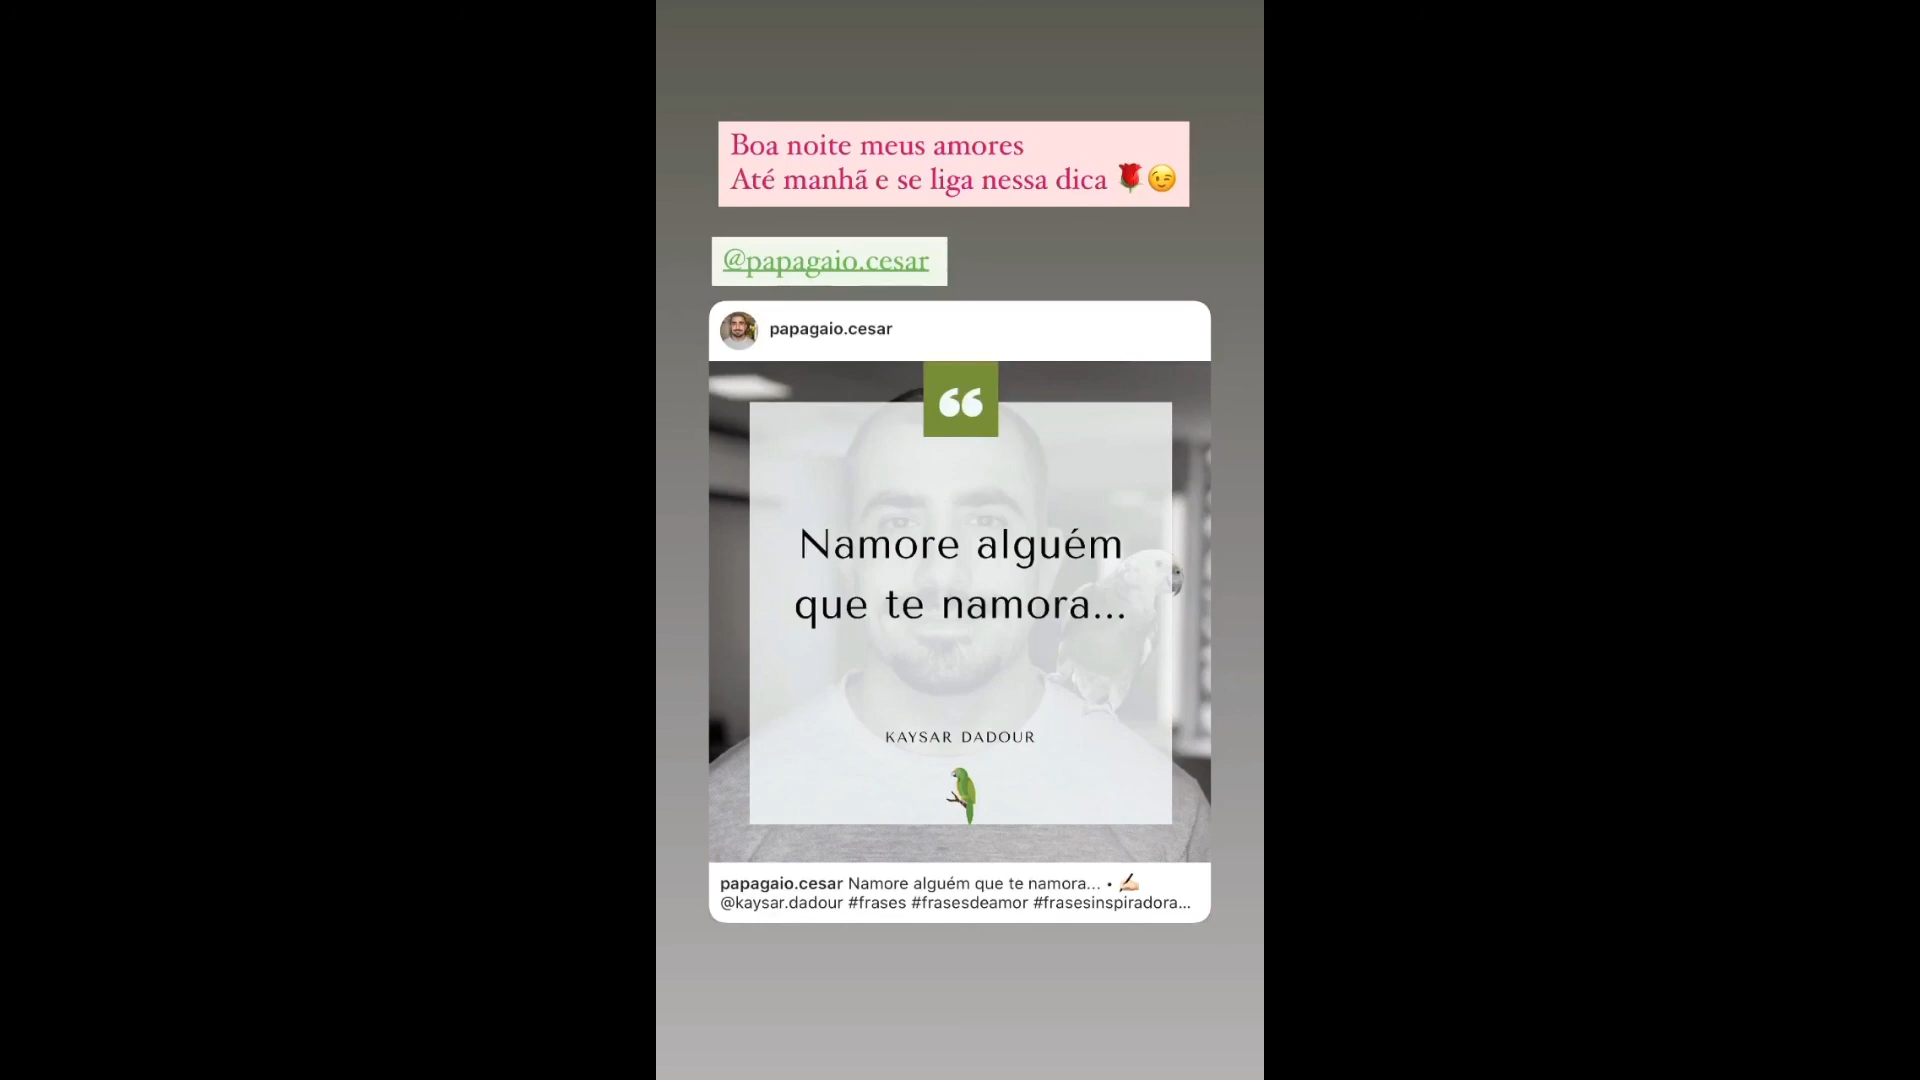 Boa noite meus amores
Até manhã e se liga nessa dica 🌹😉
@papagaio.cesar
papagaio.cesar
“
Namore alguém
que te namora...
KAYSAR DADOUR
papagaio.cesar Namore alguém que te namora... • ✍🏻
@kaysar.dadour #frases #frasesdeamor #frasesinspiradora...